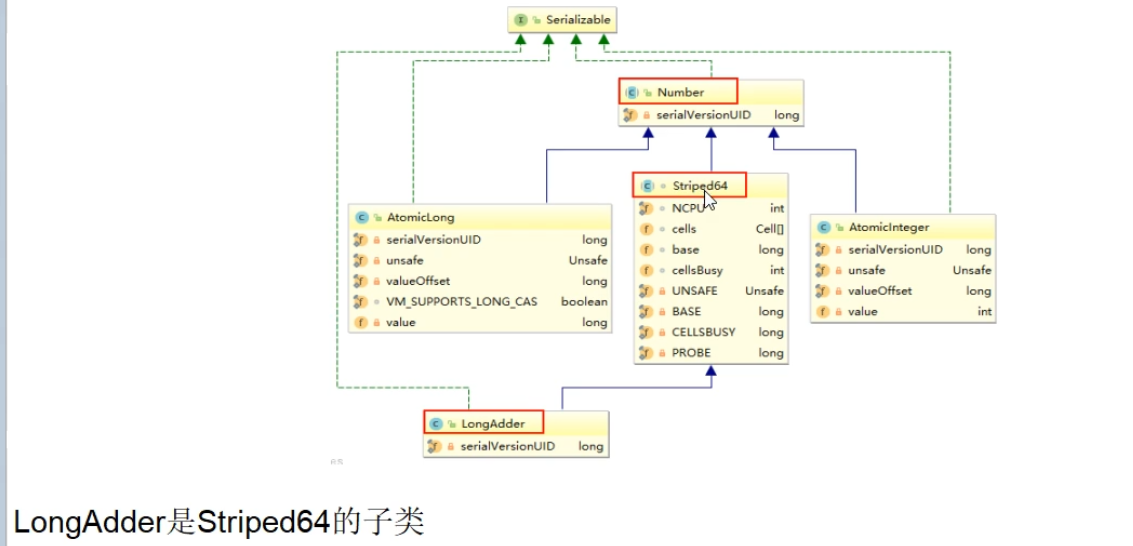 Serializable
Number
serialVersionUID long
Striped64
NCPU int
cells Cell[]
base long
cellsBusy int
UNSAFE Unsafe
BASE long
CELLSBUSY long
PROBE long
AtomicLong
serialVersionUID long
unsafe Unsafe
valueOffset long
VM_SUPPORTS_LONG_CAS boolean
value long
AtomicInteger
serialVersionUID long
unsafe Unsafe
valueOffset long
value int
LongAdder
serialVersionUID long
LongAdder是Striped64的子类